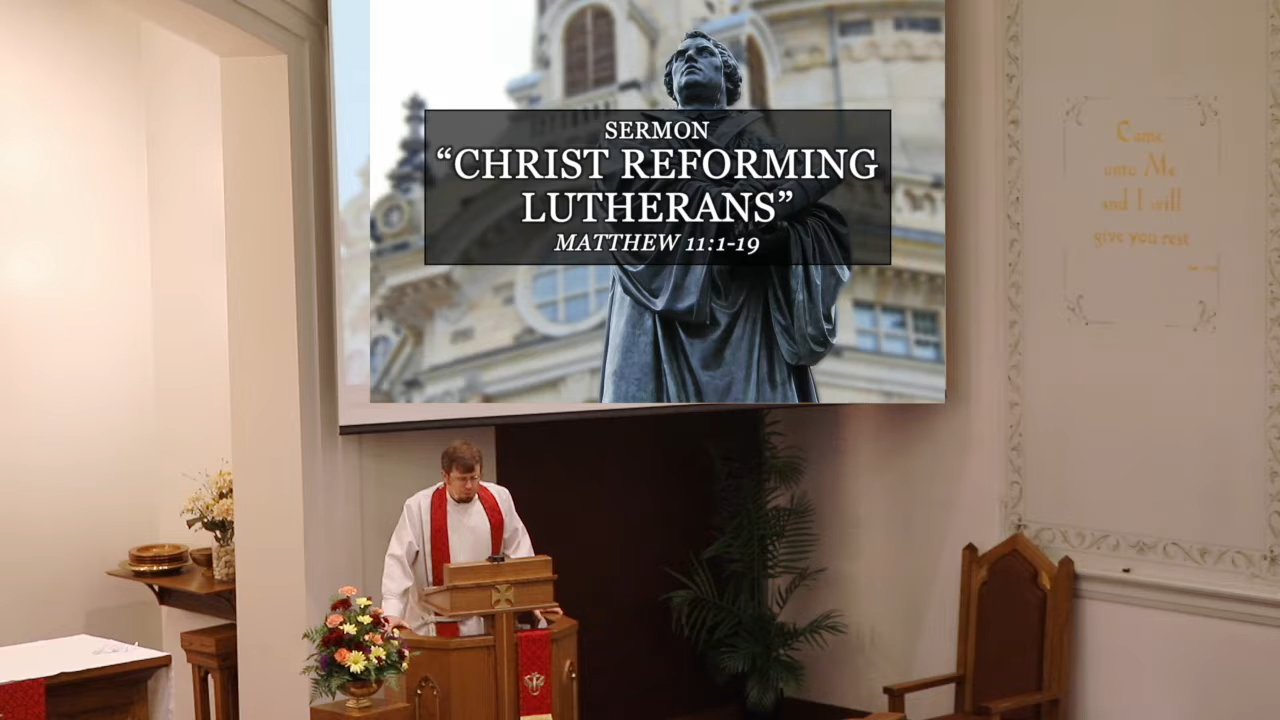 SERMON
“CHRIST REFORMING
LUTHERANS”
MATTHEW 11:1-19
Come
unto Me
and I will
give you rest